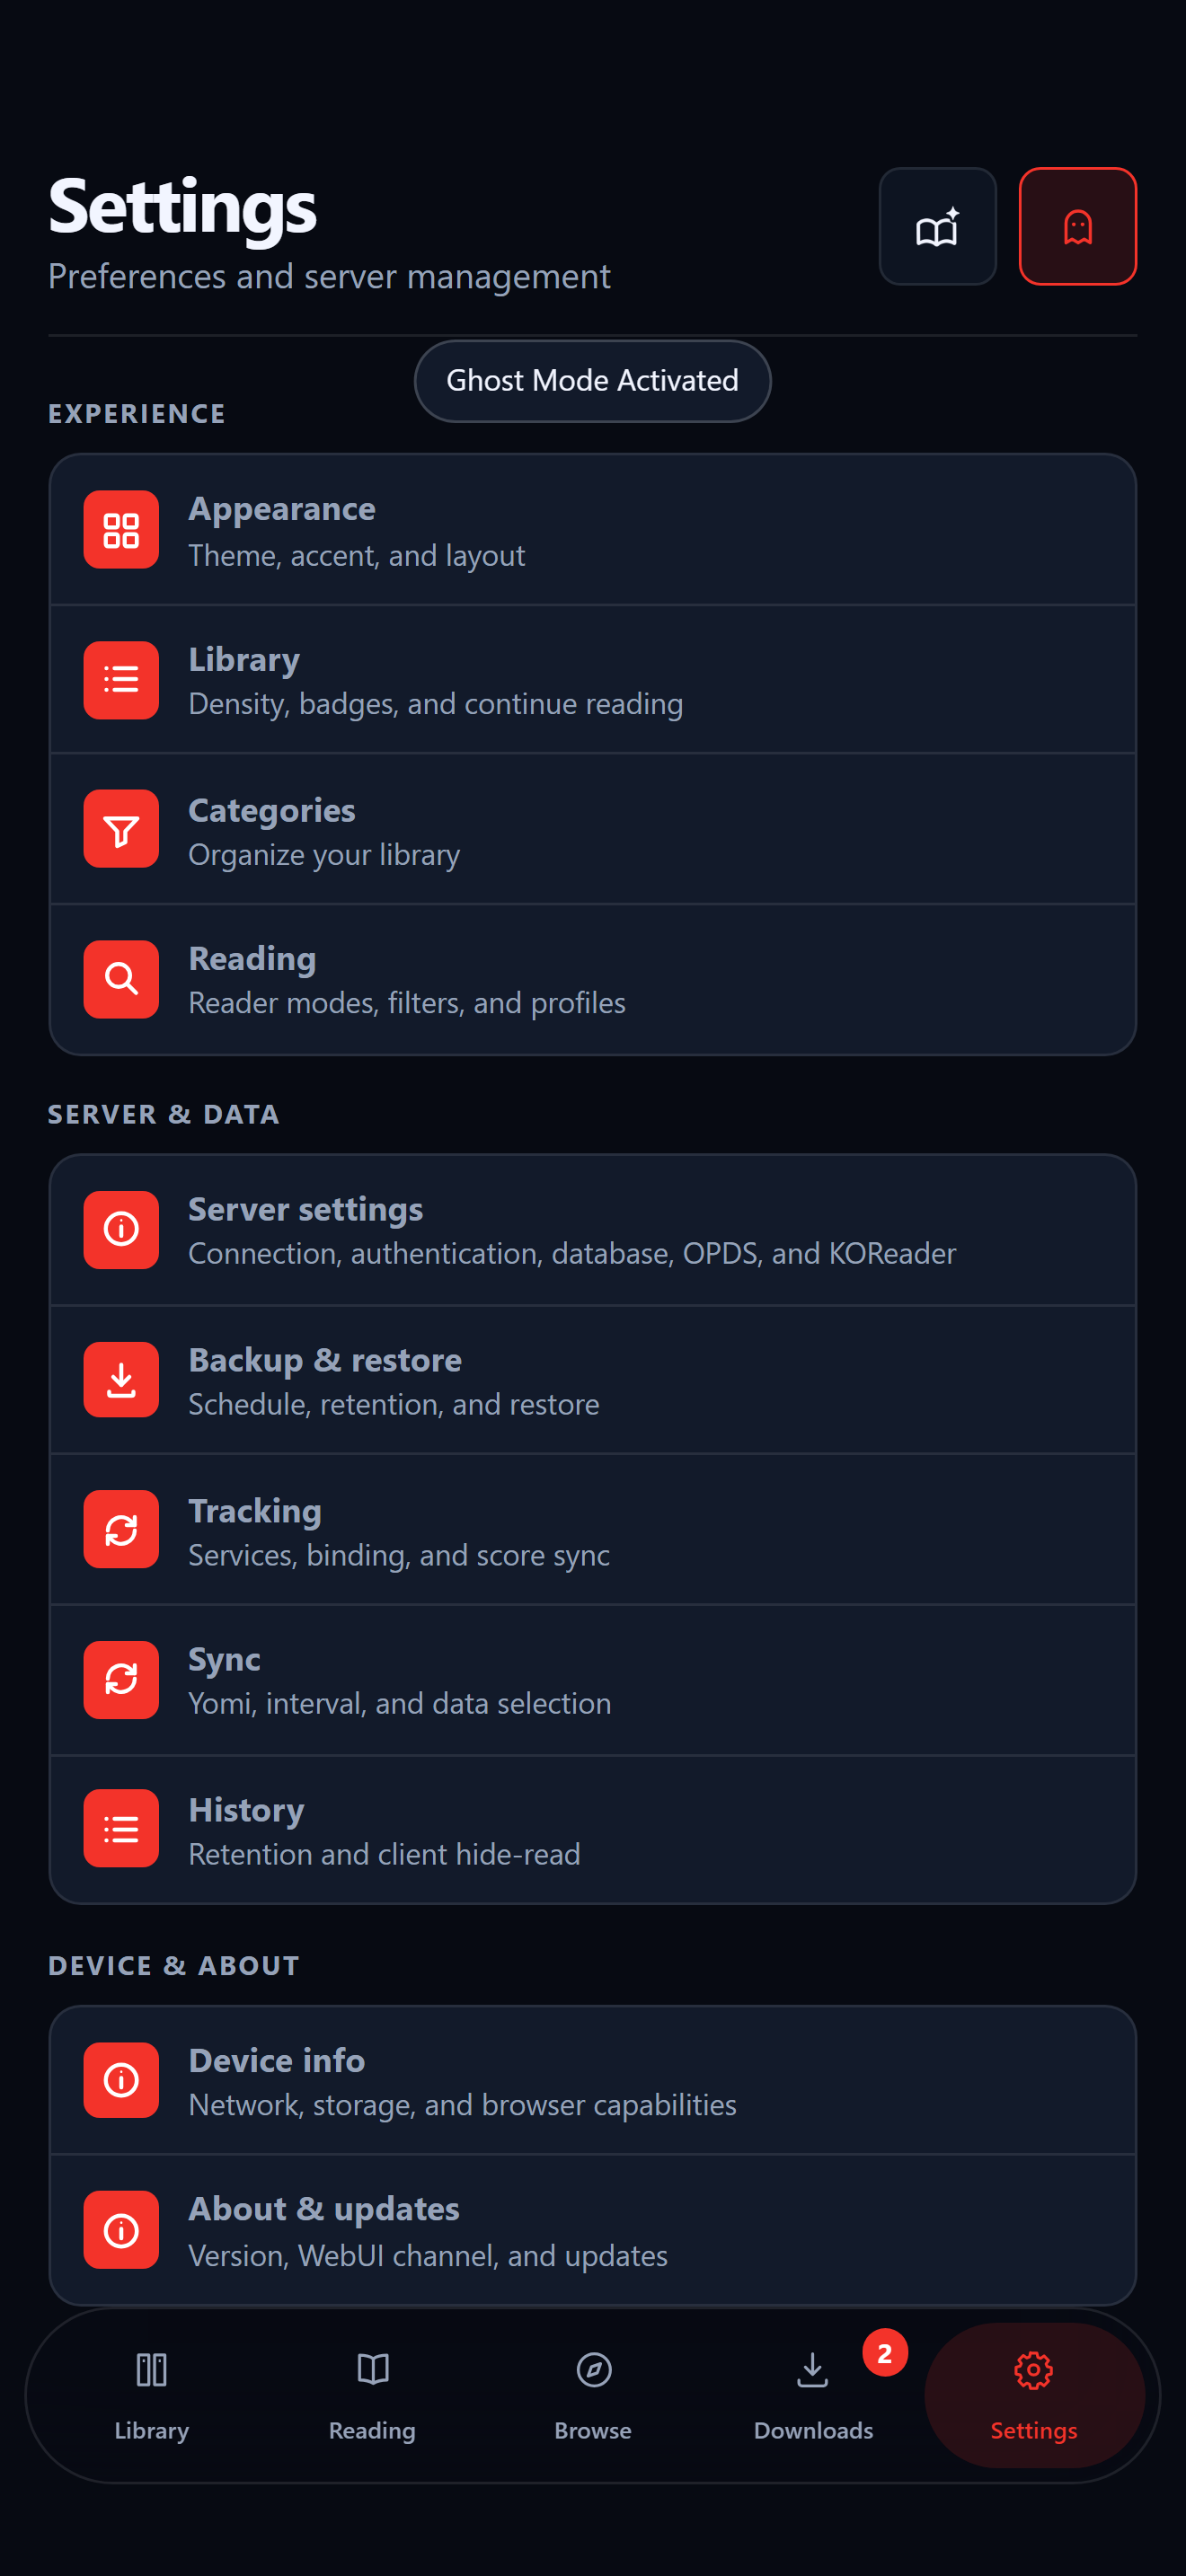 Settings
Preferences and server management
Ghost Mode Activated
EXPERIENCE
Appearance
Theme, accent, and layout
Library
Density, badges, and continue reading
Categories
Organize your library
Reading
Reader modes, filters, and profiles
SERVER & DATA
Server settings
Connection, authentication, database, OPDS, and KOReader
Backup & restore
Schedule, retention, and restore
Tracking
Services, binding, and score sync
Sync
Yomi, interval, and data selection
History
Retention and client hide-read
DEVICE & ABOUT
Device info
Network, storage, and browser capabilities
About & updates
Version, WebUI channel, and updates
2
Library
Reading
Browse
Downloads
Settings